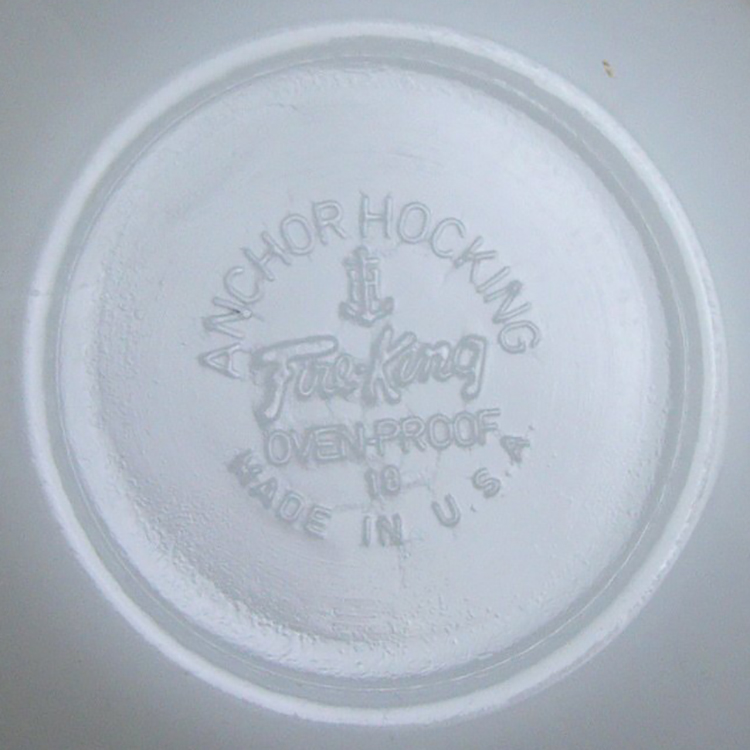 ANCHOR HOCKING
Fire-King
OVEN-PROOF
18
MADE IN U.S.A.